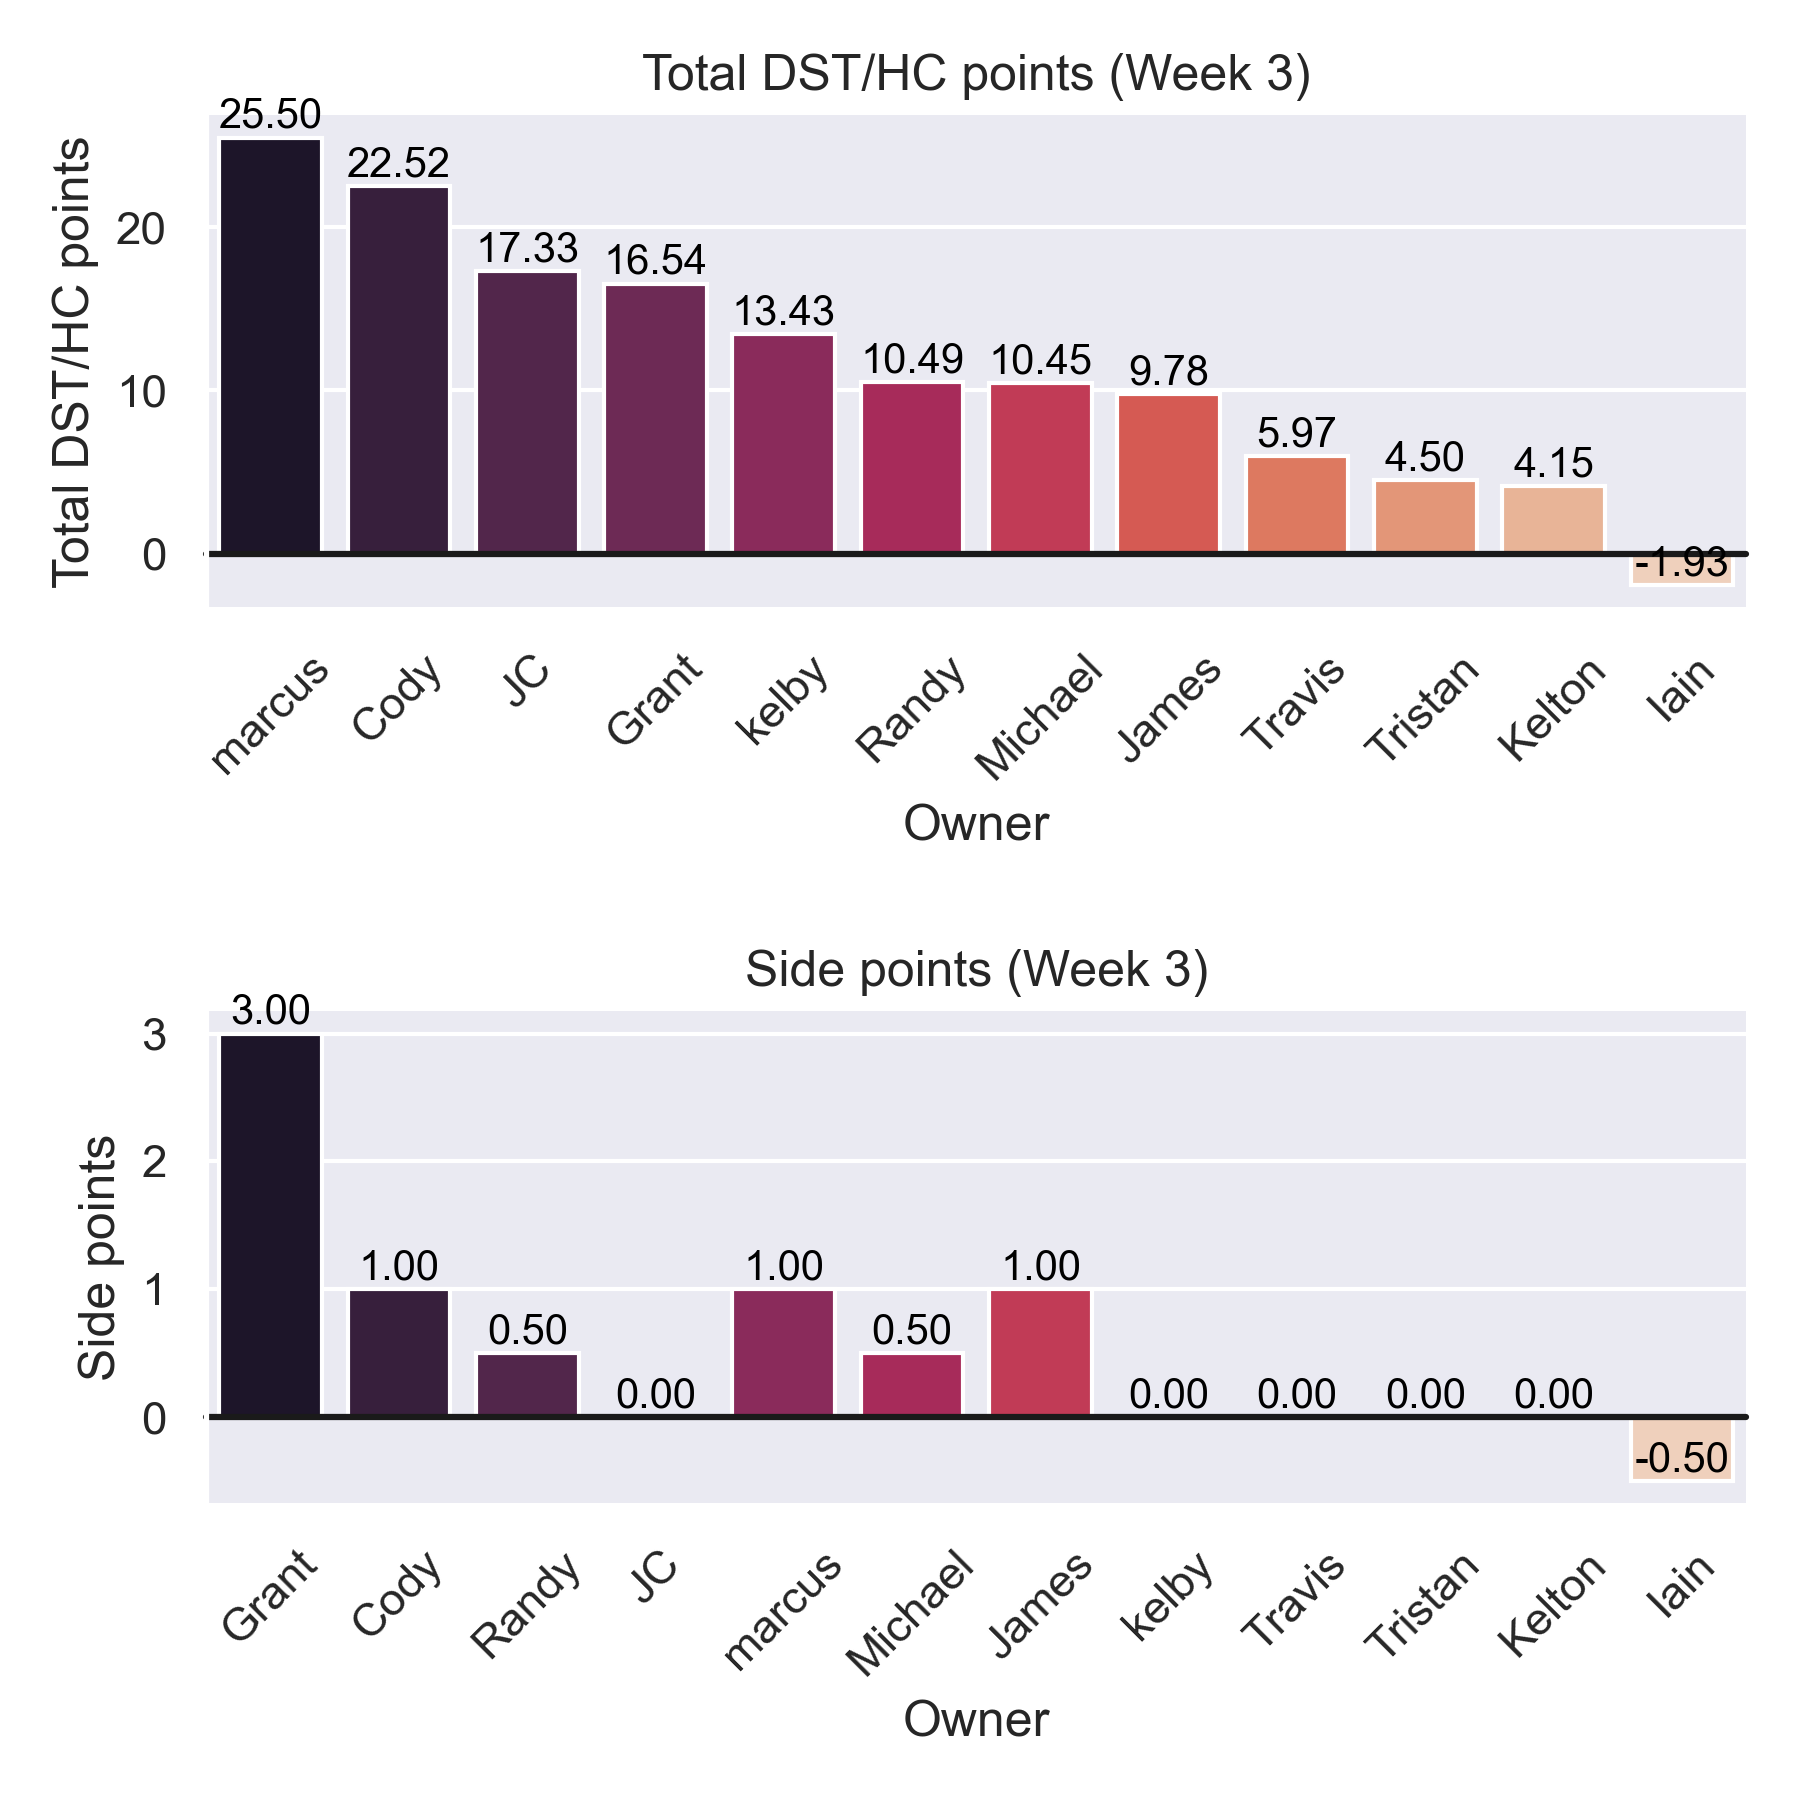 Total DST/HC points (Week 3)
Total DST/HC points
20
10
0
25.50
22.52
17.33
16.54
13.43
10.49
10.45
9.78
5.97
4.50
4.15
-1.93
marcus
Cody
JC
Grant
kelby
Randy
Michael
James
Travis
Tristan
Kelton
Iain
Owner
Side points (Week 3)
Side points
3
2
1
0
3.00
1.00
0.50
0.00
1.00
0.50
1.00
0.00
0.00
0.00
0.00
-0.50
Grant
Cody
Randy
JC
marcus
Michael
James
kelby
Travis
Tristan
Kelton
Iain
Owner